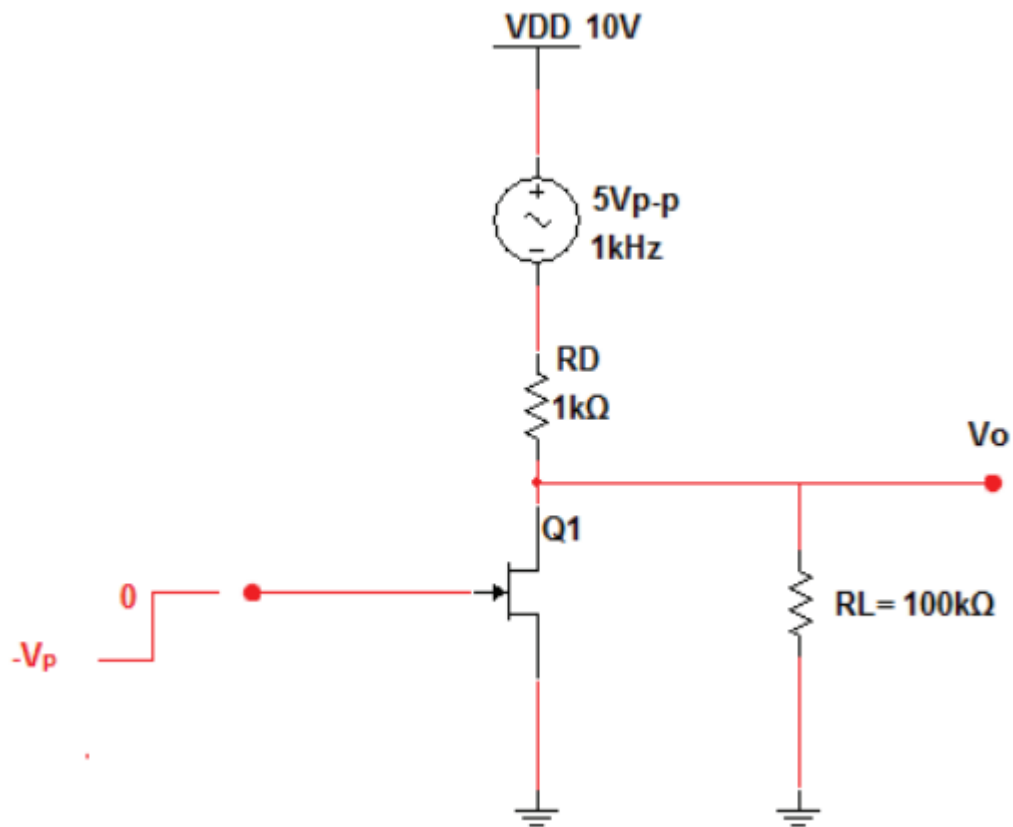 VDD 10V
+
5Vp-p
1kHz
−
RD
1kΩ
Vo
Q1
0
RL= 100kΩ
-Vp